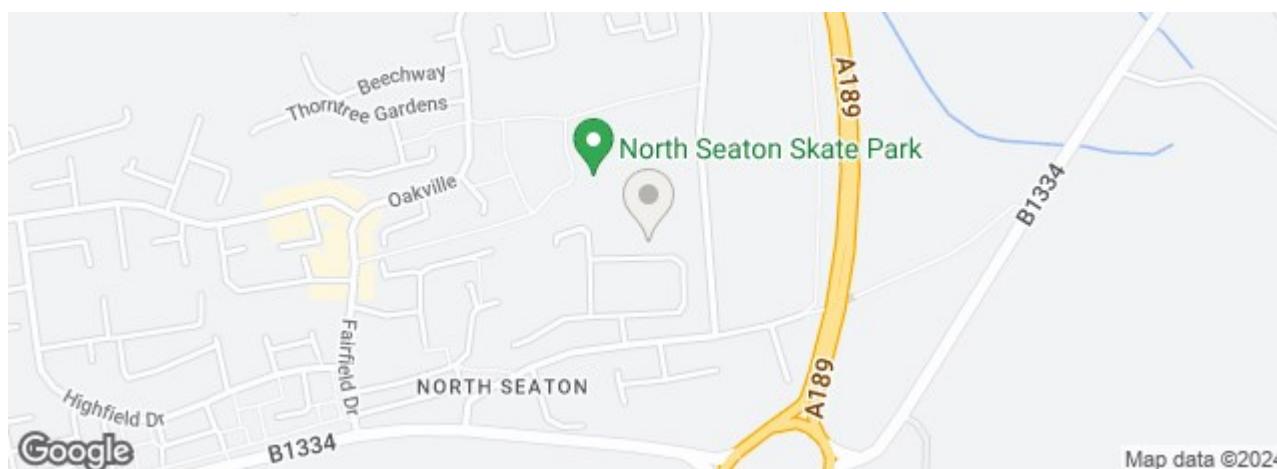 Beechway
Thorntree Gardens
A189
North Seaton Skate Park
Oakville
B1334
Fairfield Dr
NORTH SEATON
A189
Highfield Dr
B1334
Google
Map data ©2024